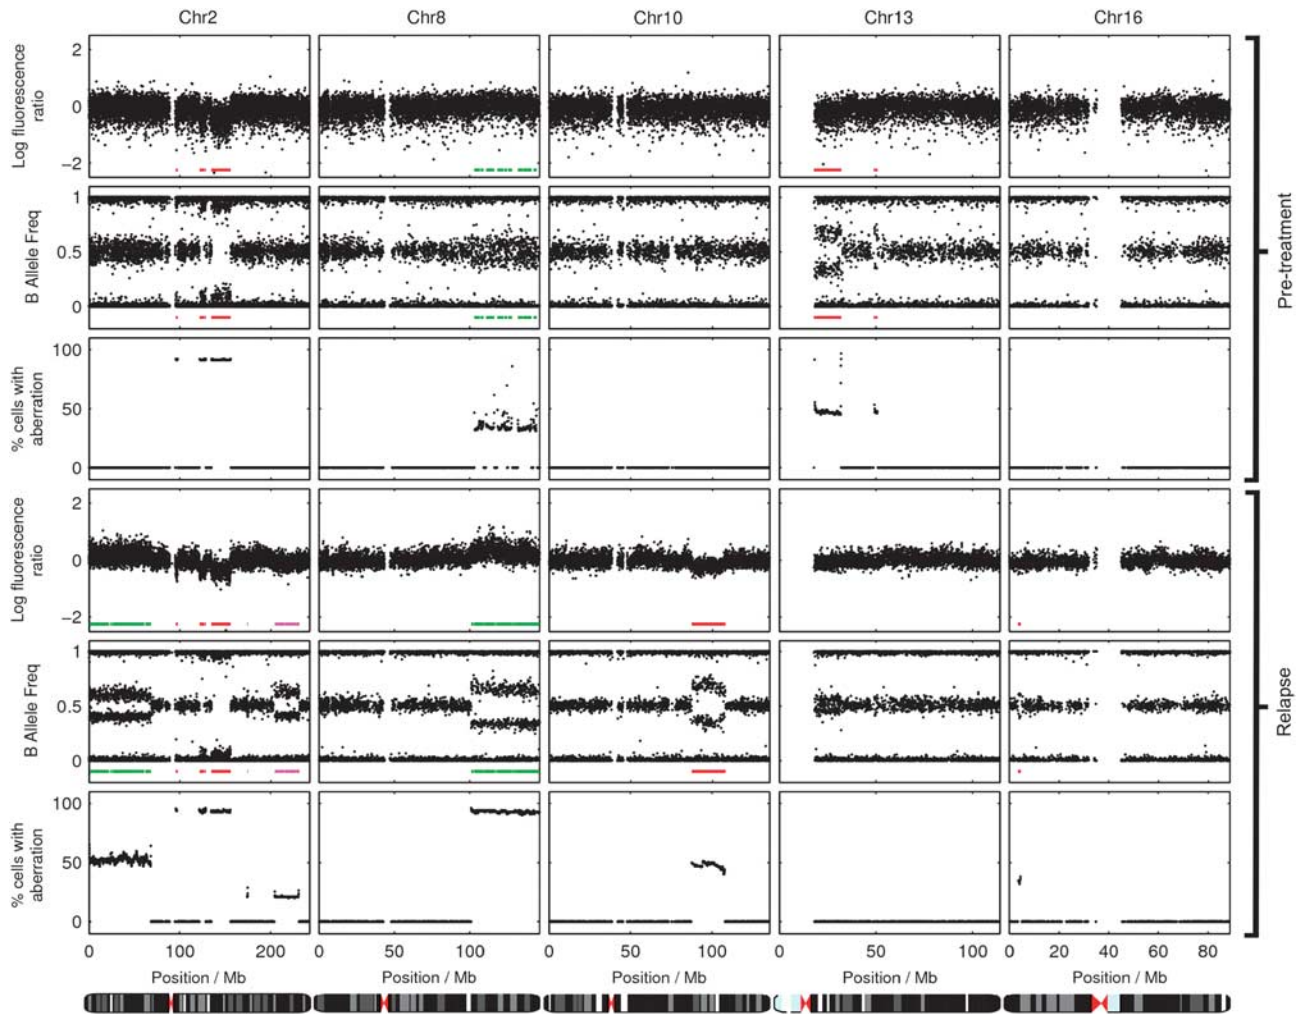 Chr2 Chr8 Chr10 Chr13 Chr16
Log fluorescence
ratio
2
0
−2
B Allele Freq
1
0.5
0
% cells with
aberration
100
50
0
Pre-treatment
Log fluorescence
ratio
2
0
−2
B Allele Freq
1
0.5
0
% cells with
aberration
100
50
0
Relapse
0 100 200 0 50 100 0 50 100 0 50 100 0 20 40 60 80
Position / Mb Position / Mb Position / Mb Position / Mb Position / Mb